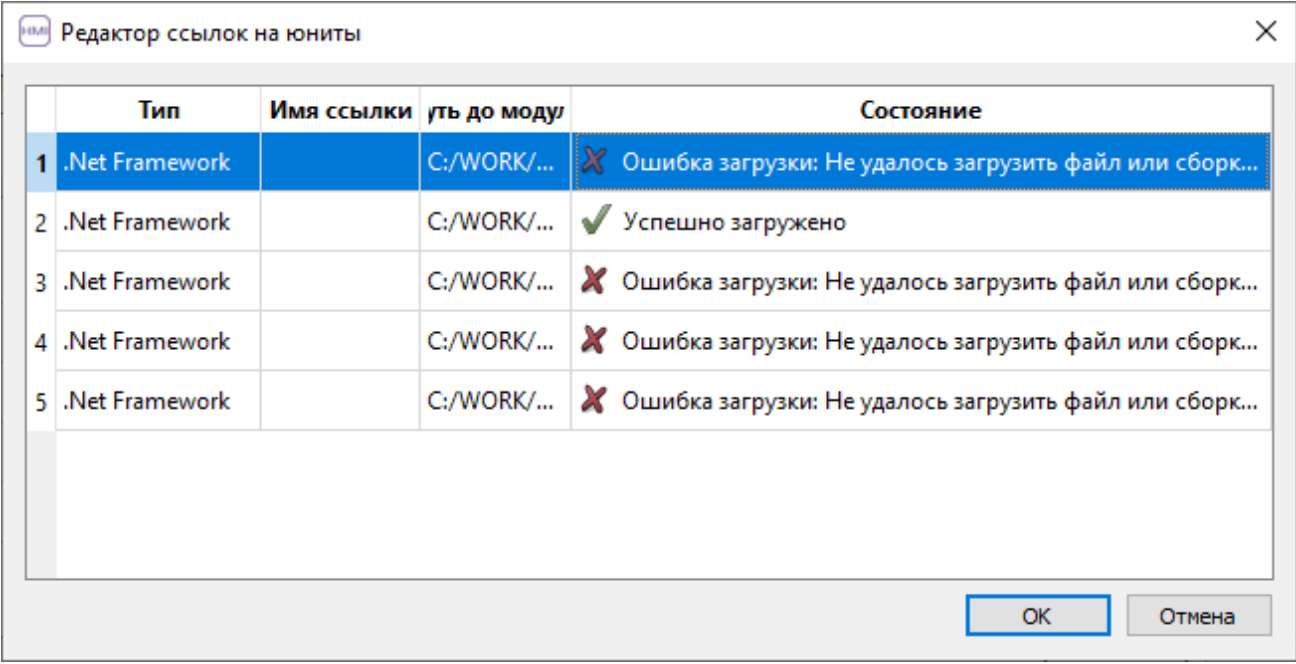 HMI Редактор ссылок на юниты
Тип Имя ссылки уть до модул Состояние
1 .Net Framework C:/WORK/... Ошибка загрузки: Не удалось загрузить файл или сборк...
2 .Net Framework C:/WORK/... Успешно загружено
3 .Net Framework C:/WORK/... Ошибка загрузки: Не удалось загрузить файл или сборк...
4 .Net Framework C:/WORK/... Ошибка загрузки: Не удалось загрузить файл или сборк...
5 .Net Framework C:/WORK/... Ошибка загрузки: Не удалось загрузить файл или сборк...
OK Отмена